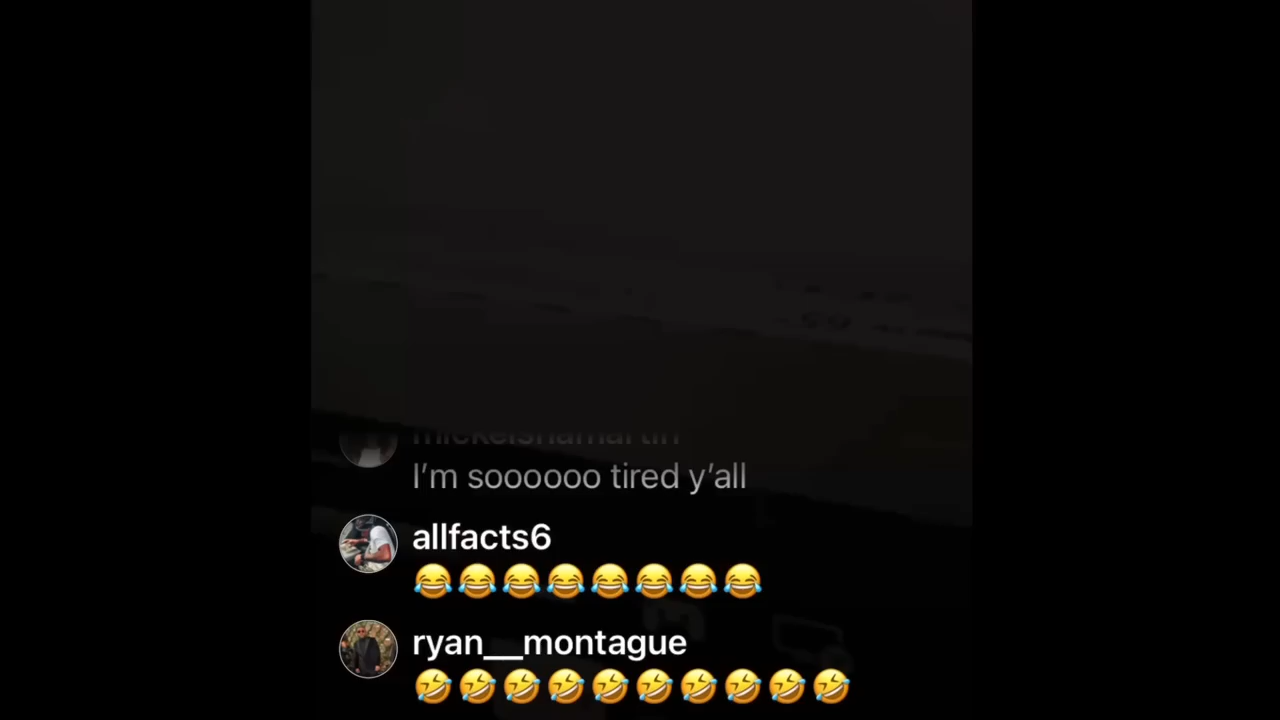 I'm soooooo tired y'all
allfacts6
😂😂😂😂😂😂😂😂
ryan__montague
🤣🤣🤣🤣🤣🤣🤣🤣🤣🤣